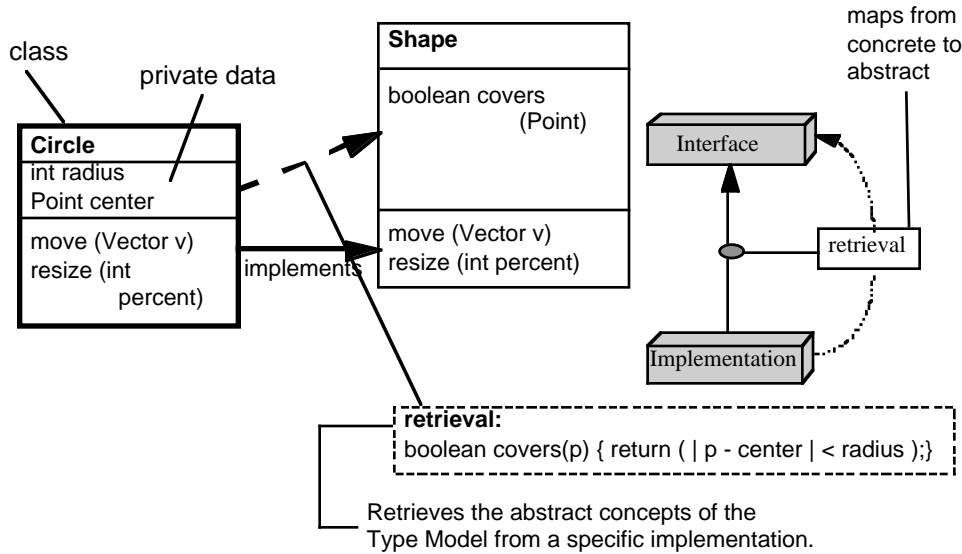 class
private data
Circle
int radius
Point center
move (Vector v)
resize (int
percent)
implements
Shape
boolean covers
(Point)
move (Vector v)
resize (int percent)
maps from
concrete to
abstract
Interface
retrieval
Implementation
retrieval:
boolean covers(p) { return ( | p - center | < radius );}
Retrieves the abstract concepts of the
Type Model from a specific implementation.